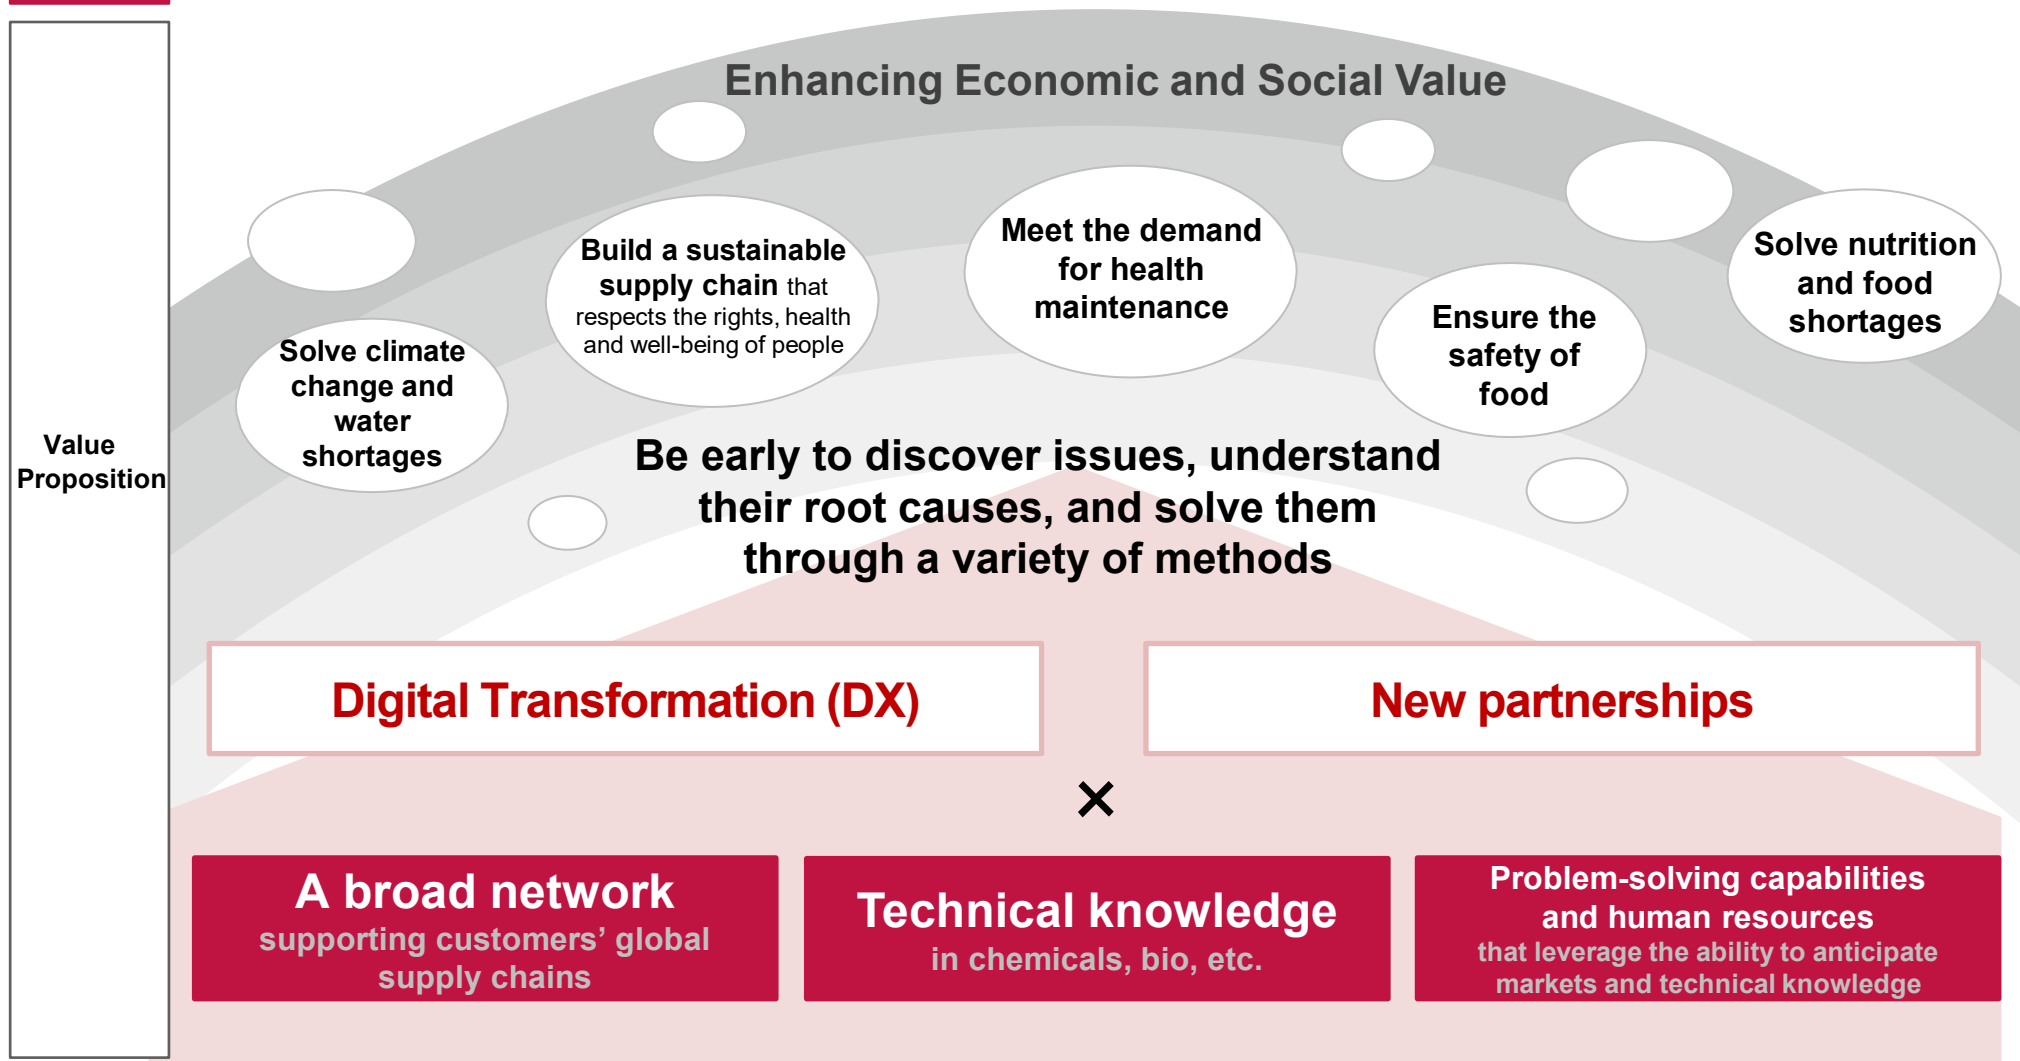 Value
Proposition
Enhancing Economic and Social Value
Solve climate
change and
water
shortages
Build a sustainable
supply chain that
respects the rights, health
and well-being of people
Meet the demand
for health
maintenance
Ensure the
safety of
food
Solve nutrition
and food
shortages
Be early to discover issues, understand
their root causes, and solve them
through a variety of methods
Digital Transformation (DX)
New partnerships
×
A broad network
supporting customers’ global
supply chains
Technical knowledge
in chemicals, bio, etc.
Problem-solving capabilities
and human resources
that leverage the ability to anticipate
markets and technical knowledge